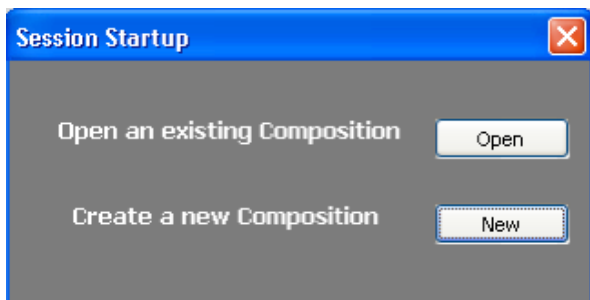 Session Startup
Open an existing Composition Open
Create a new Composition New